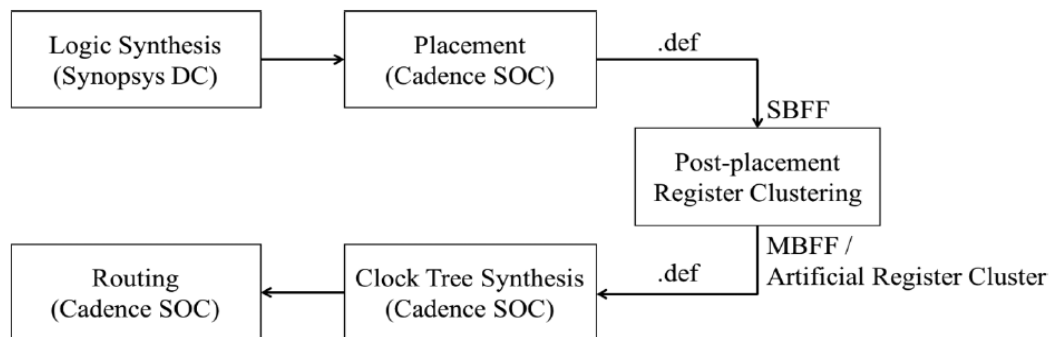 Logic Synthesis
(Synopsys DC)
Placement
(Cadence SOC)
.def
SBFF
Post-placement
Register Clustering
MBFF /
Artificial Register Cluster
.def
Clock Tree Synthesis
(Cadence SOC)
Routing
(Cadence SOC)